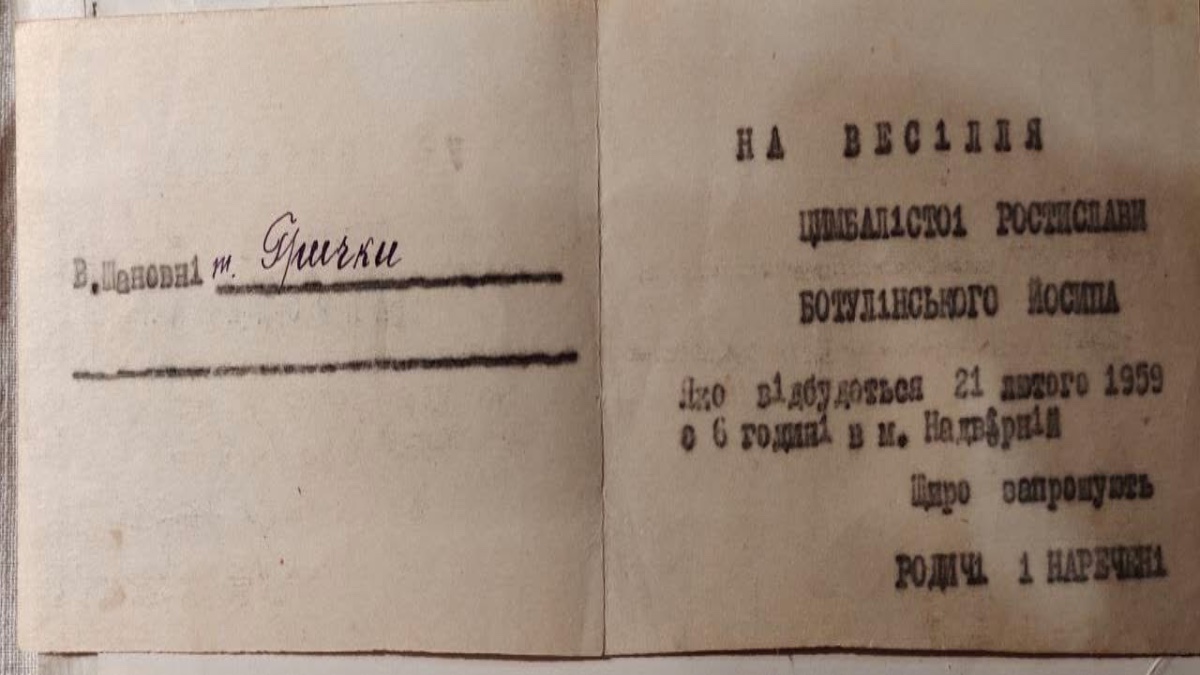 В.Шановні т. Грички
НА ВЕСІЛЛЯ
ЦИМБАЛІСТОІ РОСТИСЛАВИ
БОТУЛІНСЬКОГО ЙОСИПА
Яке відбудеться 21 лютого 1959
о 6 годині в м. Надвірній
Щиро запрошують
РОДИЧІ І НАРЕЧЕНІ